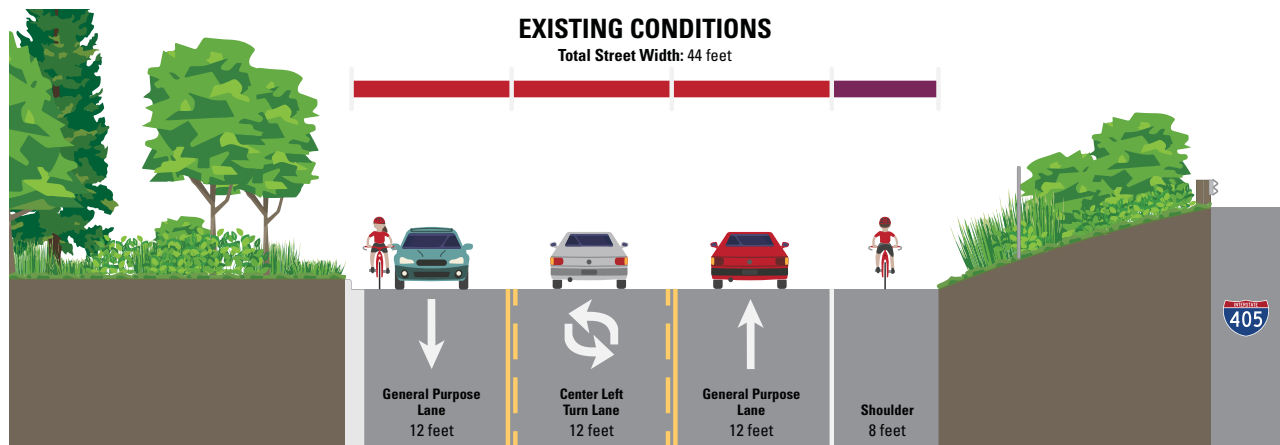 EXISTING CONDITIONS
Total Street Width: 44 feet
General Purpose
Lane
12 feet
Center Left
Turn Lane
12 feet
General Purpose
Lane
12 feet
Shoulder
8 feet
INTERSTATE
405